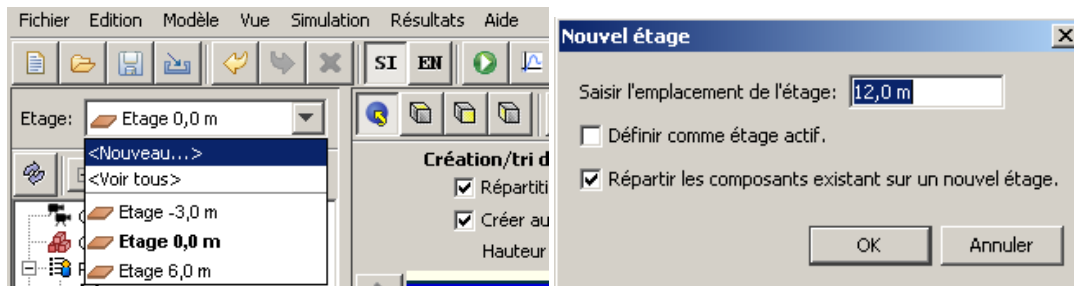 Fichier Edition Modèle Vue Simulation Résultats Aide
SI EN
Etage: Etage 0,0 m
<Nouveau...>
<Voir tous>
Etage -3,0 m
Etage 0,0 m
Etage 6,0 m
Création/tri d
Répartiti
Créer au
Hauteur
Nouvel étage
Saisir l'emplacement de l'étage: 12,0 m
Définir comme étage actif.
Répartir les composants existant sur un nouvel étage.
OK Annuler